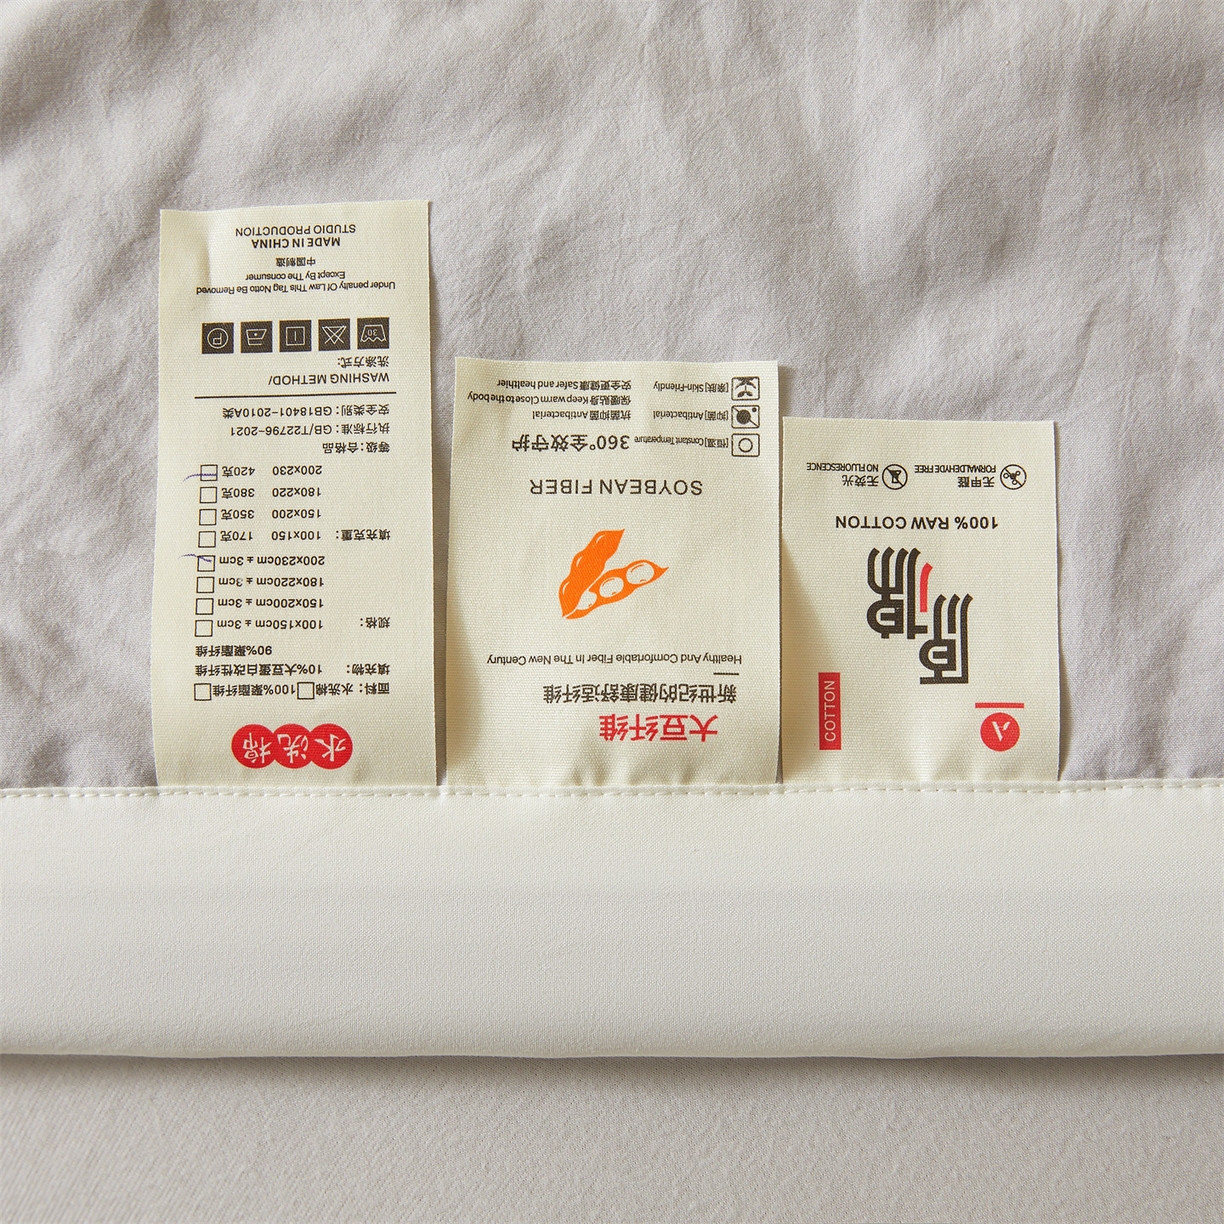 COTTON
100% RAW COTTON
无甲醛 无荧光
FORMALDEHYDE FREE NO FLUORESCENCE
大豆纤维
新世纪的健康舒适纤维
Healthy And Comfortable Fiber In The New Century
SOYBEAN FIBER
[恒温] Constant Temperature 360°全效守护
[抑菌] Antibacterial 抗菌抑菌 Antibacterial
保暖贴身 Keep warm Close to the body
[亲肤] Skin-Friendly 安全更健康 Safer and healthier
水洗棉
面料：水洗棉□100%聚酯纤维□
填充物：10%大豆蛋白改性纤维
90%聚酯纤维
规格：100x150cm ± 3cm □
150x200cm ± 3cm □
180x220cm ± 3cm □
200x230cm ± 3cm □
填充克重：100x150 170克 □
150x200 350克 □
180x220 380克 □
200x230 420克 □
等级：合格品
执行标准：GB/T22796-2021
安全类别：GB18401-2010A类
WASHING METHOD/
洗涤方式:
30 P
Under penalty Of Law This Tag Notto Be Removed
Except By The consumer
中国制造
MADE IN CHINA
STUDIO PRODUCTION